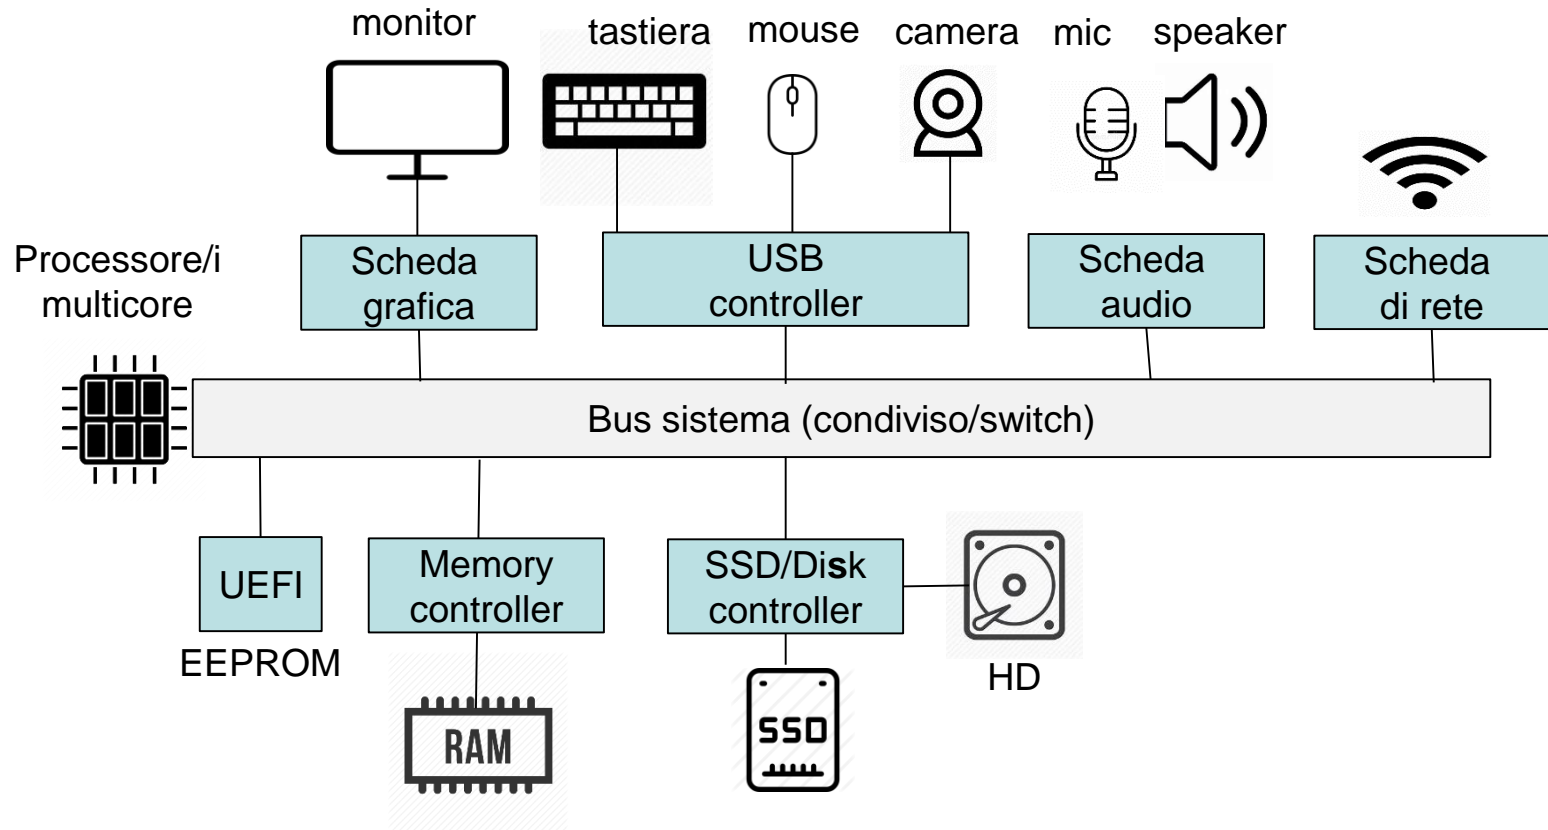 monitor
tastiera
mouse
camera
mic
speaker
Processore/i
multicore
Scheda
grafica
USB
controller
Scheda
audio
Scheda
di rete
Bus sistema (condiviso/switch)
UEFI
EEPROM
Memory
controller
SSD/Disk
controller
HD
RAM
SSD